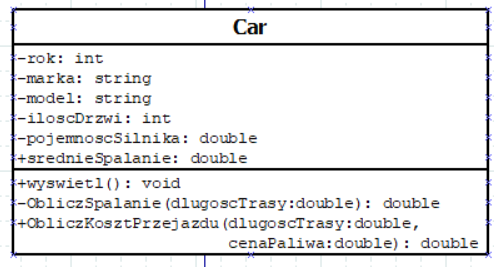 Car
-rok: int
-marka: string
-model: string
-iloscDrzwi: int
-pojemnoscSilnika: double
+srednieSpalanie: double
+wyswietl(): void
-ObliczSpalanie(dlugoscTrasy:double): double
+ObliczKosztPrzejazdu(dlugoscTrasy:double,
cenaPaliwa:double): double